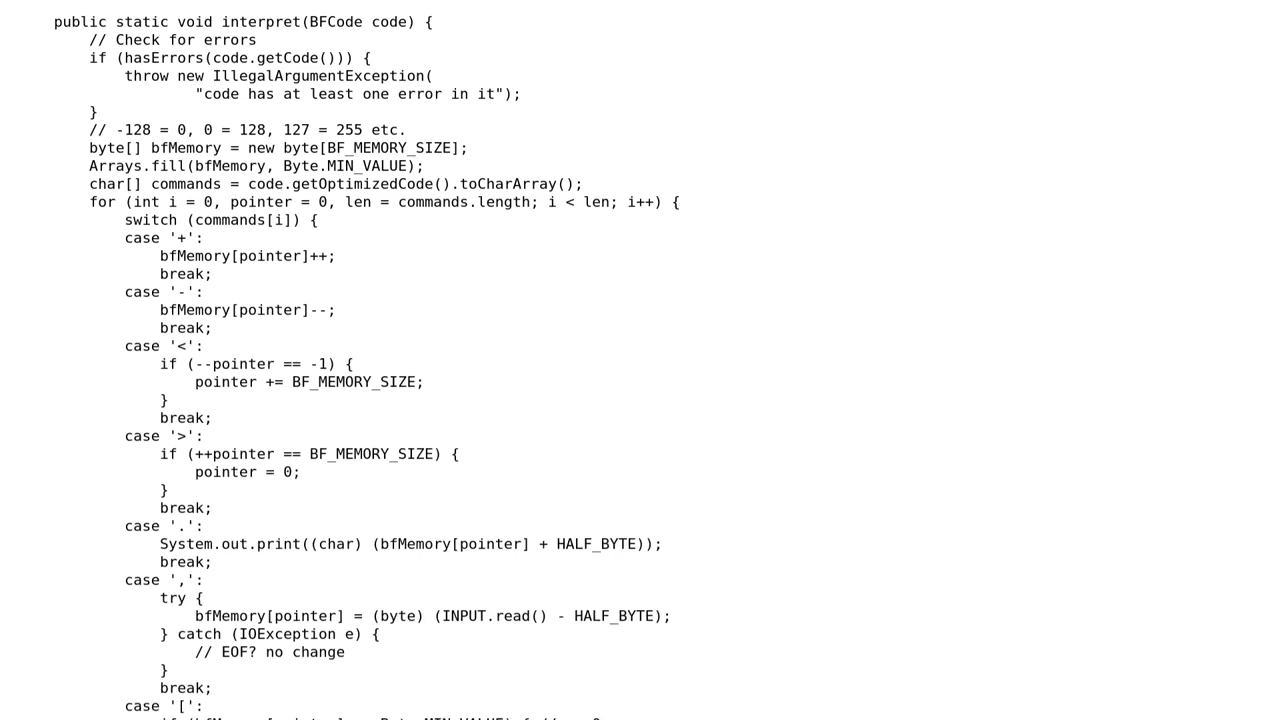 public static void interpret(BFCode code) {
    // Check for errors
    if (hasErrors(code.getCode())) {
        throw new IllegalArgumentException(
                "code has at least one error in it");
    }
    // -128 = 0, 0 = 128, 127 = 255 etc.
    byte[] bfMemory = new byte[BF_MEMORY_SIZE];
    Arrays.fill(bfMemory, Byte.MIN_VALUE);
    char[] commands = code.getOptimizedCode().toCharArray();
    for (int i = 0, pointer = 0, len = commands.length; i < len; i++) {
        switch (commands[i]) {
        case '+':
            bfMemory[pointer]++;
            break;
        case '-':
            bfMemory[pointer]--;
            break;
        case '<':
            if (--pointer == -1) {
                pointer += BF_MEMORY_SIZE;
            }
            break;
        case '>':
            if (++pointer == BF_MEMORY_SIZE) {
                pointer = 0;
            }
            break;
        case '.':
            System.out.print((char) (bfMemory[pointer] + HALF_BYTE));
            break;
        case ',':
            try {
                bfMemory[pointer] = (byte) (INPUT.read() - HALF_BYTE);
            } catch (IOException e) {
                // EOF? no change
            }
            break;
        case '[':